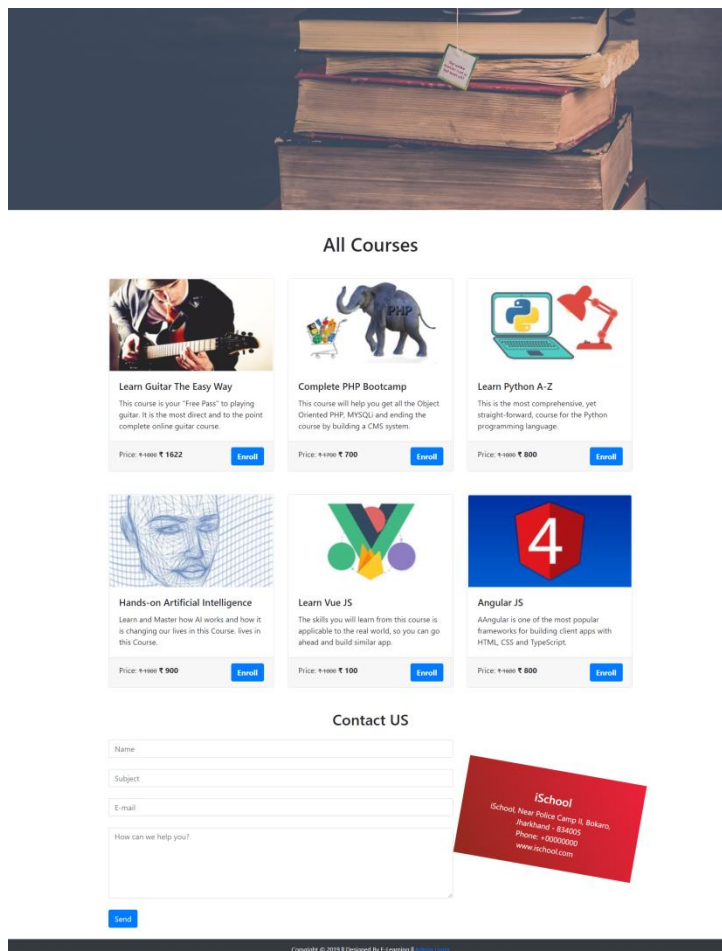 All Courses
PHP
Learn Guitar The Easy Way
This course is your "Free Pass" to playing
guitar. It is the most direct and to the point
complete online guitar course.
Price: ₹ 1800 ₹ 1622
Enroll
Complete PHP Bootcamp
This course will help you get all the Object
Oriented PHP, MYSQLi and ending the
course by building a CMS system.
Price: ₹ 1700 ₹ 700
Enroll
Learn Python A-Z
This is the most comprehensive, yet
straight-forward, course for the Python
programming language.
Price: ₹ 800
Enroll
Hands-on Artificial Intelligence
Learn and Master how AI works and how it
is changing our lives in this Course. lives in
this Course.
Price: ₹ 900
Enroll
Learn Vue JS
The skills you will learn from this course is
applicable to the real world, so you can go
ahead and build similar app.
Price: ₹ 100
Enroll
4
Angular JS
AAngular is one of the most popular
frameworks for building client apps with
HTML, CSS and TypeScript.
Price: ₹ 800
Enroll
Contact US
Name
Subject
E-mail
How can we help you?
Send
iSchool
iSchool, Near Police Camp II, Bokaro,
Jharkhand - 834005
Phone: +00000000
www.ischool.com
Copyright © 2019 || Designed By E-Learning ||